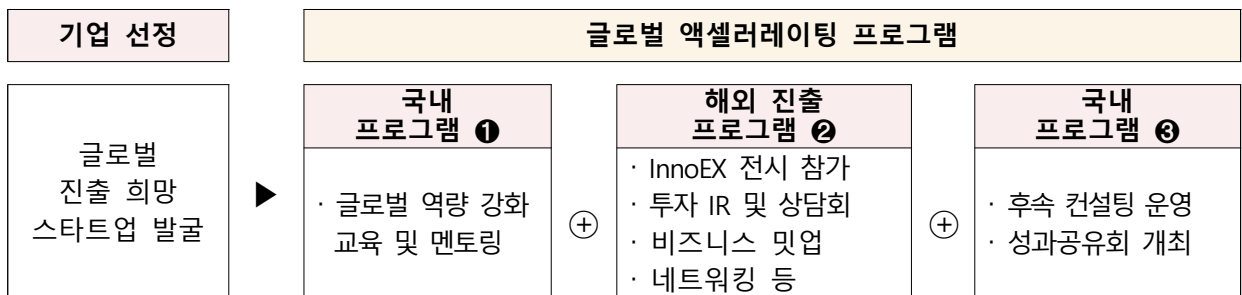 기업 선정
글로벌 액셀러레이팅 프로그램
글로벌
진출 희망
스타트업 발굴
▶
국내
프로그램 ❶
· 글로벌 역량 강화
교육 및 멘토링
⊕
해외 진출
프로그램 ❷
· InnoEX 전시 참가
· 투자 IR 및 상담회
· 비즈니스 밋업
· 네트워킹 등
⊕
국내
프로그램 ❸
· 후속 컨설팅 운영
· 성과공유회 개최